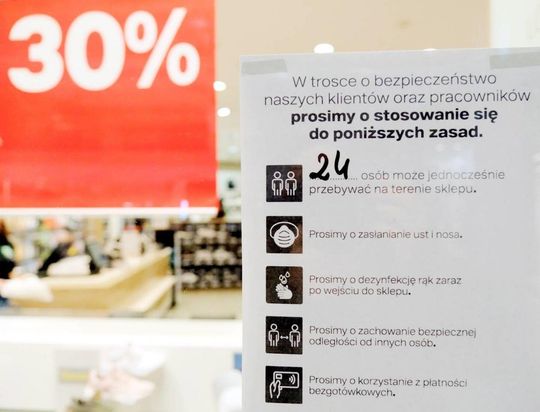 30%
W trosce o bezpieczeństwo
naszych klientów oraz pracowników
prosimy o stosowanie się
do poniższych zasad.
24 osób może jednocześnie
przebywać na terenie sklepu.
Prosimy o zasłanianie ust i nosa.
Prosimy o dezynfekcję rąk zaraz
po wejściu do sklepu.
Prosimy o zachowanie bezpiecznej
odległości od innych osób.
Prosimy o korzystanie z płatności
bezgotówkowych.